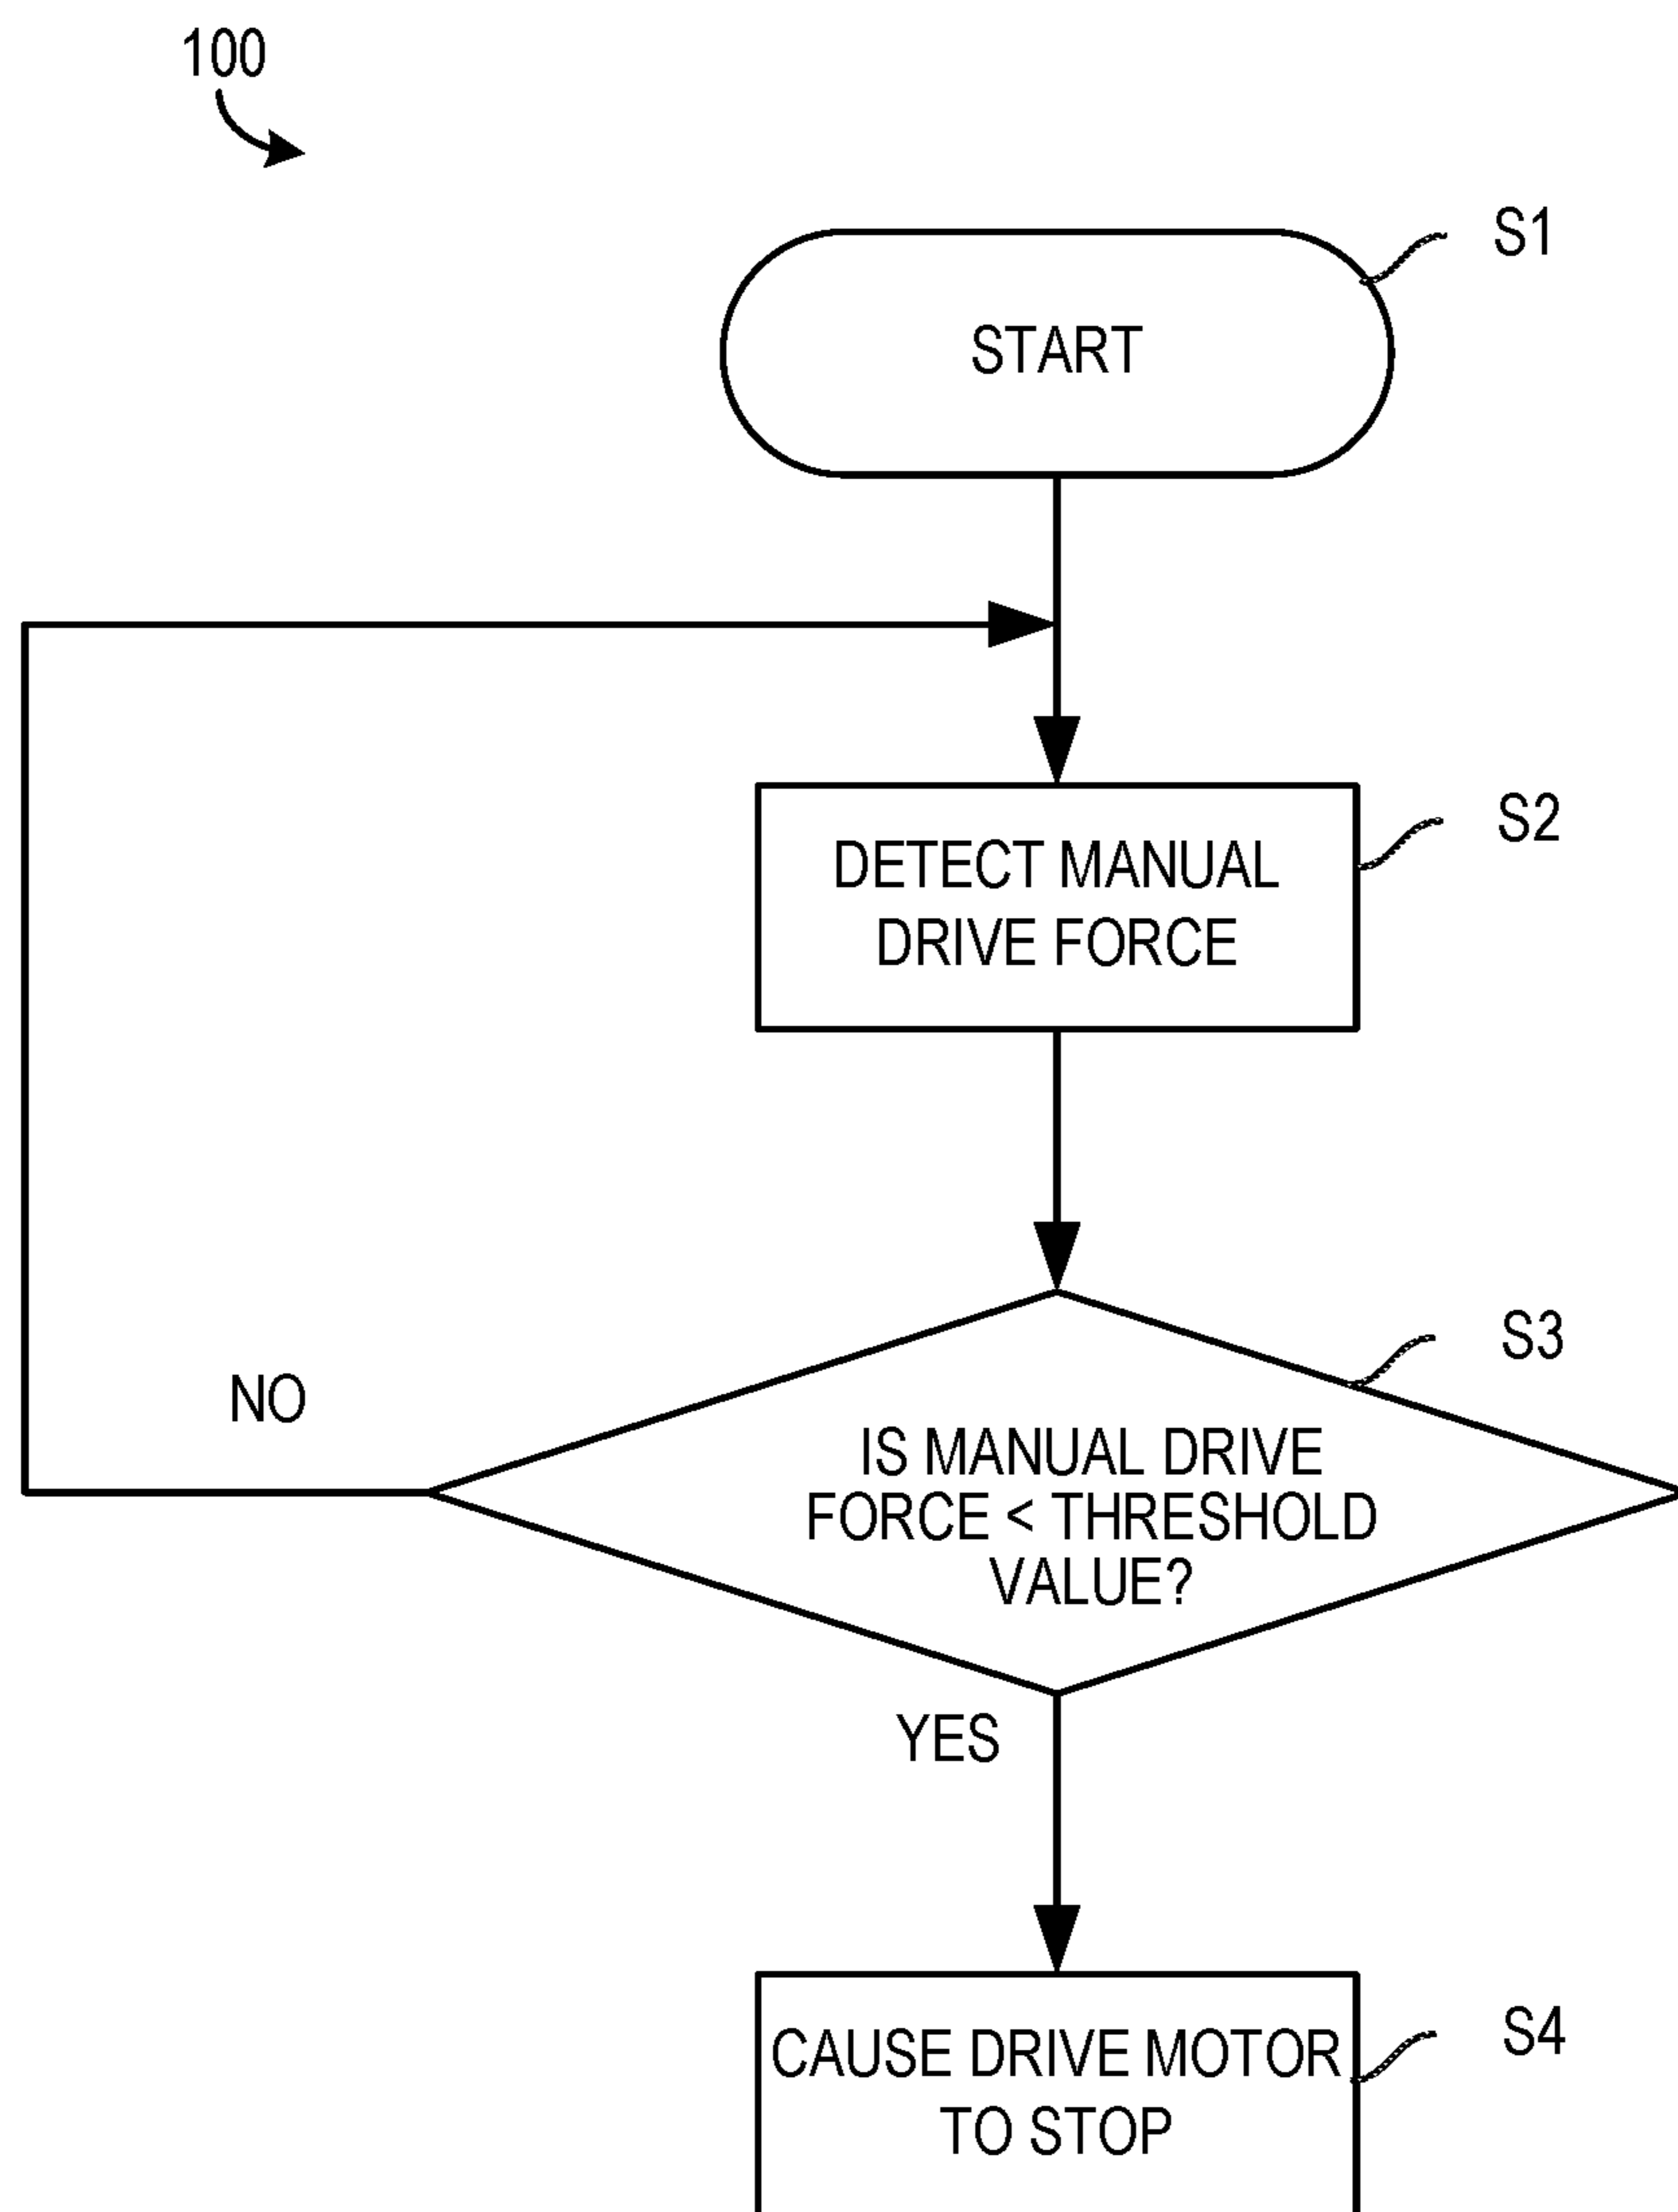 100
S1
START
S2
DETECT MANUAL
DRIVE FORCE
S3
NO
IS MANUAL DRIVE
FORCE < THRESHOLD
VALUE?
YES
S4
CAUSE DRIVE MOTOR
TO STOP